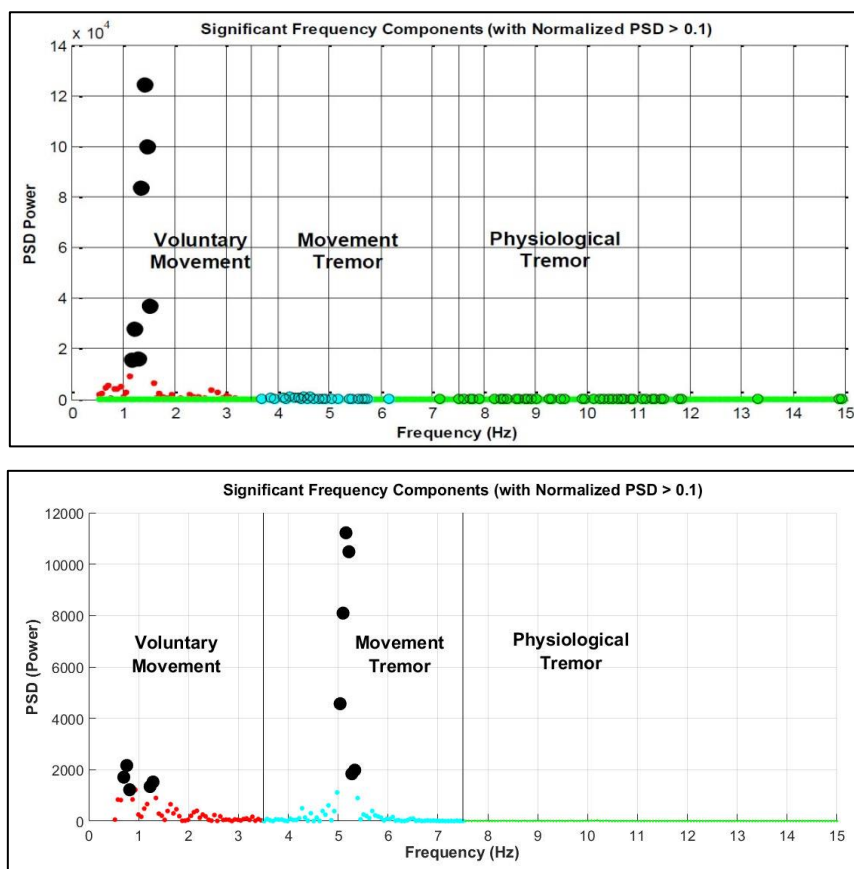 Significant Frequency Components (with Normalized PSD > 0.1)
x 10⁴
14
12
10
8
6
4
2
0
PSD Power
Voluntary
Movement
Movement
Tremor
Physiological
Tremor
0 1 2 3 4 5 6 7 8 9 10 11 12 13 14 15
Frequency (Hz)
Significant Frequency Components (with Normalized PSD > 0.1)
12000
10000
8000
6000
4000
2000
0
PSD (Power)
Voluntary
Movement
Movement
Tremor
Physiological
Tremor
0 1 2 3 4 5 6 7 8 9 10 11 12 13 14 15
Frequency (Hz)